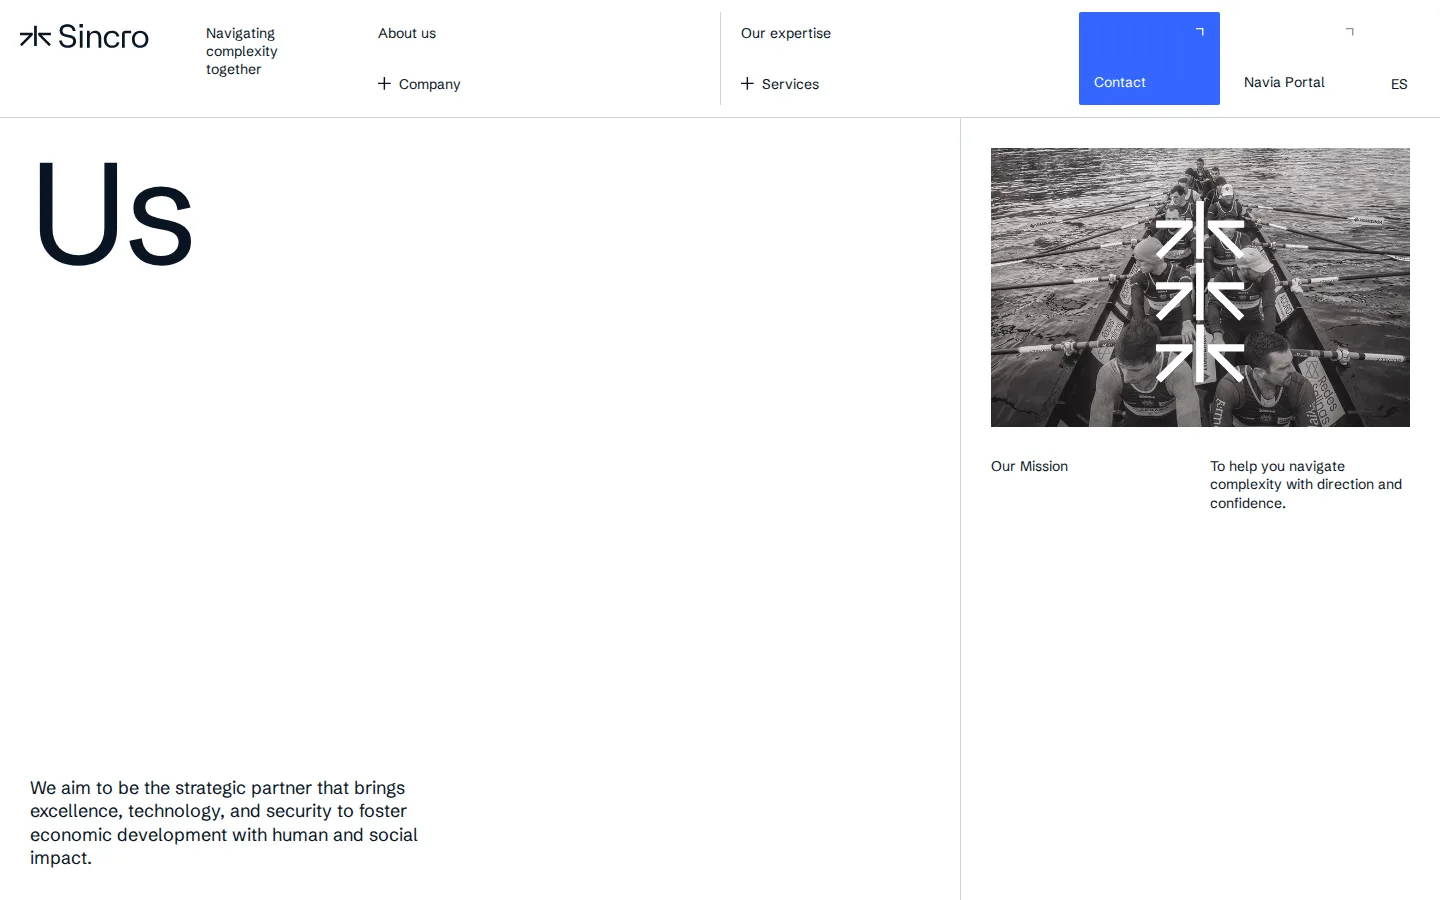 Sincro
Navigating
complexity
together
About us
Company
Our expertise
Services
Contact
Navia Portal
ES
Us
Our Mission
To help you navigate
complexity with direction and
confidence.
We aim to be the strategic partner that brings
excellence, technology, and security to foster
economic development with human and social
impact.
Redes
Salinas